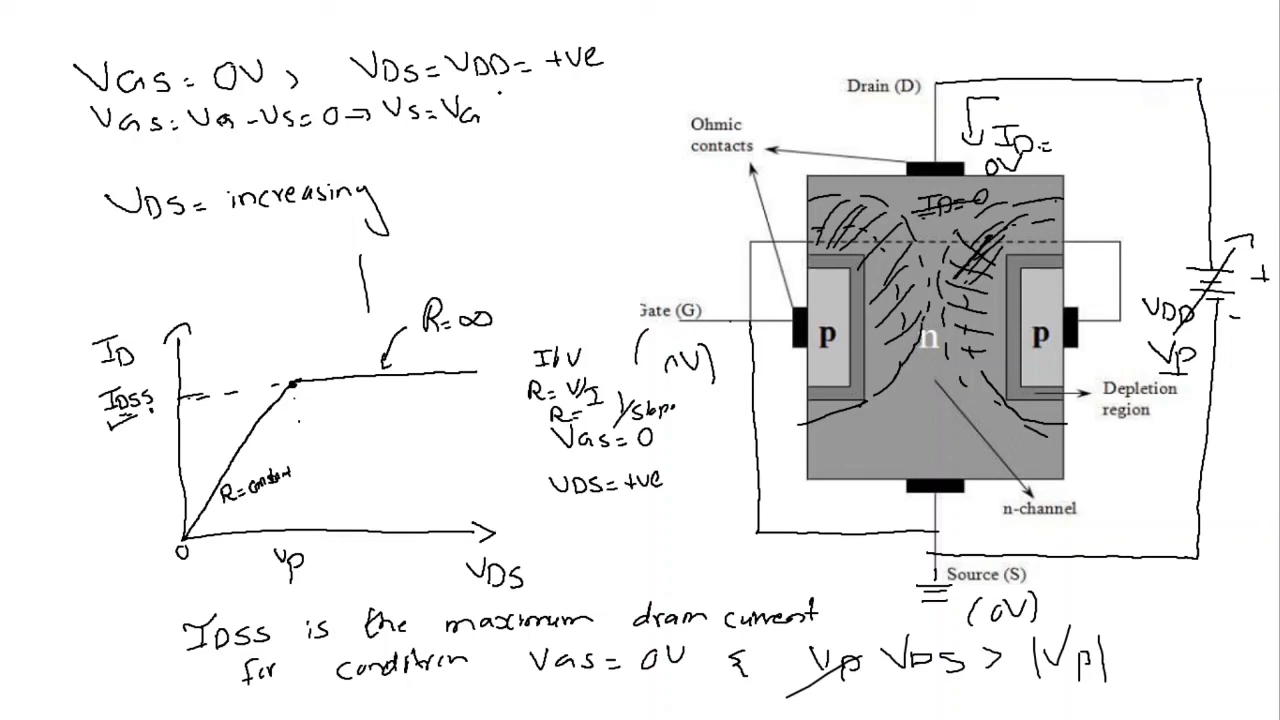 VGS = 0V, VDS = VDD = +ve
VGS = VG - VS = 0 → VS = VG
VDS = increasing
Drain (D)
Ohmic
contacts
ID =
0V
ID = 0
R = ∞
ID
IDSS
R = constant
0
VP
VDS
Gate (G)
I/V
R = V/I
R = 1/slope
VGS = 0
VDS = +ve
p
n
p
+
-
VDD
VP
Depletion
region
n-channel
Source (S)
(0V)
IDSS is the maximum drain current
for condition VGS = 0V & VP VDS > |VP|